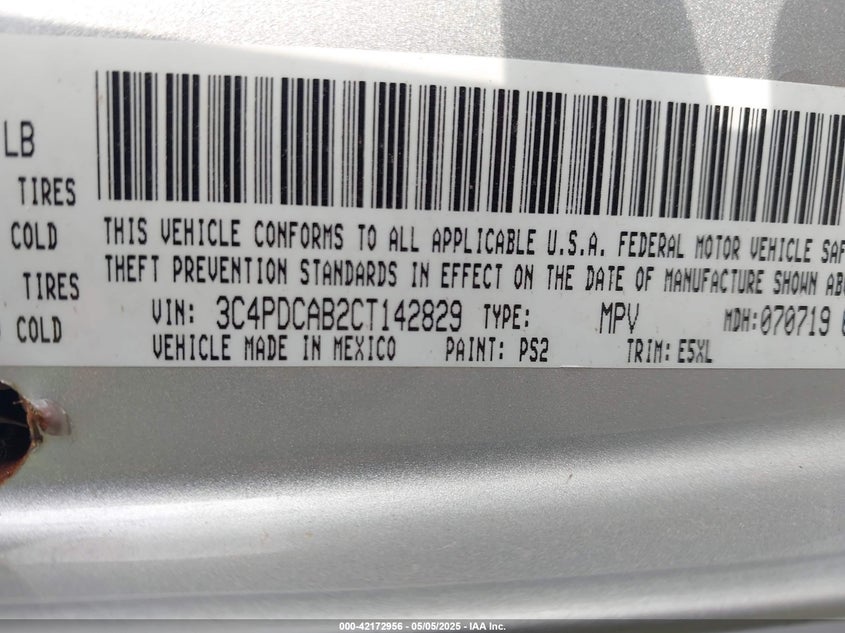 LB
TIRES
COLD
TIRES
COLD
THIS VEHICLE CONFORMS TO ALL APPLICABLE U.S.A. FEDERAL MOTOR VEHICLE SAF
THEFT PREVENTION STANDARDS IN EFFECT ON THE DATE OF MANUFACTURE SHOWN ABO
VIN: 3C4PDCAB2CT142829 TYPE: MPV MDH:070719
VEHICLE MADE IN MEXICO PAINT: PS2 TRIM: E5XL
000-42172956 - 05/05/2025 - IAA Inc.